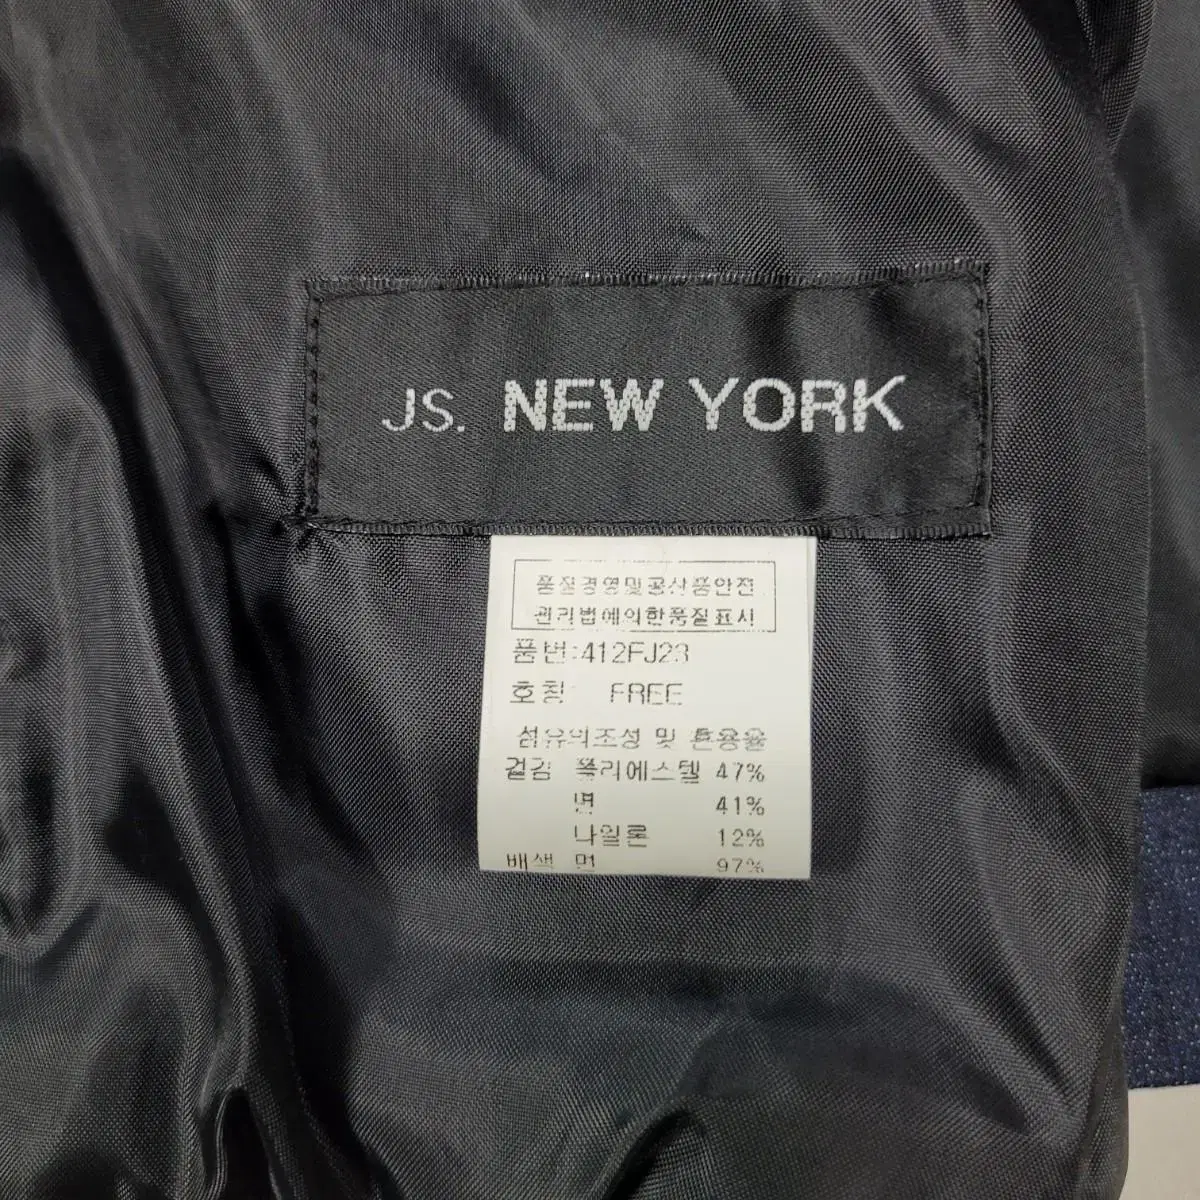 JS. NEW YORK
품질경영및공산품안전
관리법에의한품질표시
품번:412FJ23
호칭: FREE
섬유의조성 및 혼용율
겉감 폴리에스텔 47%
면 41%
나일론 12%
배색 면 97%